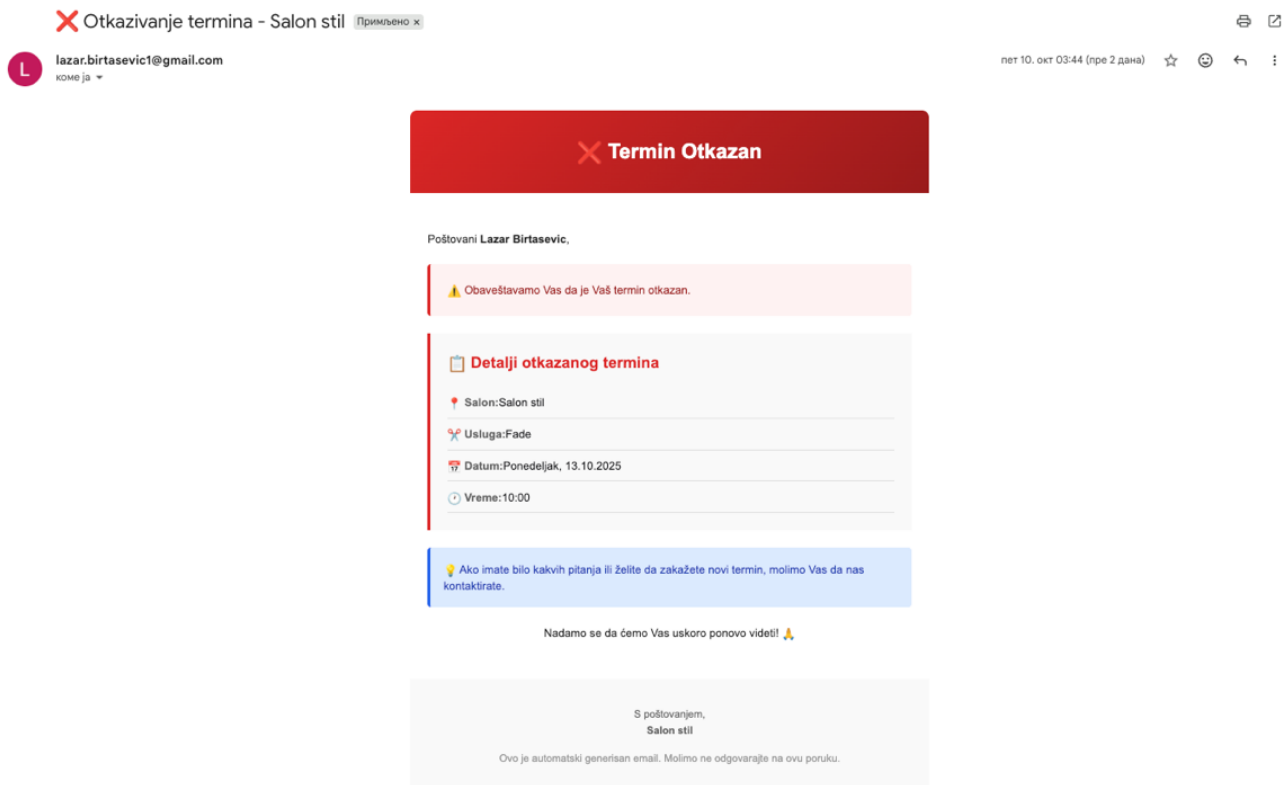 ❌ Otkazivanje termina - Salon stil Примљено ×
L
lazar.birtasevic1@gmail.com
пет 10. окт 03:44 (пре 2 дана)
коме ја
❌ Termin Otkazan
Poštovani Lazar Birtasevic,
⚠️ Obaveštavamo Vas da je Vaš termin otkazan.
📋 Detalji otkazanog termina
📍 Salon:Salon stil
✂️ Usluga:Fade
📅 Datum:Ponedeljak, 13.10.2025
🕐 Vreme:10:00
💡 Ako imate bilo kakvih pitanja ili želite da zakažete novi termin, molimo Vas da nas
kontaktirate.
Nadamo se da ćemo Vas uskoro ponovo videti! 🙏
S poštovanjem,
Salon stil
Ovo je automatski generisan email. Molimo ne odgovarajte na ovu poruku.